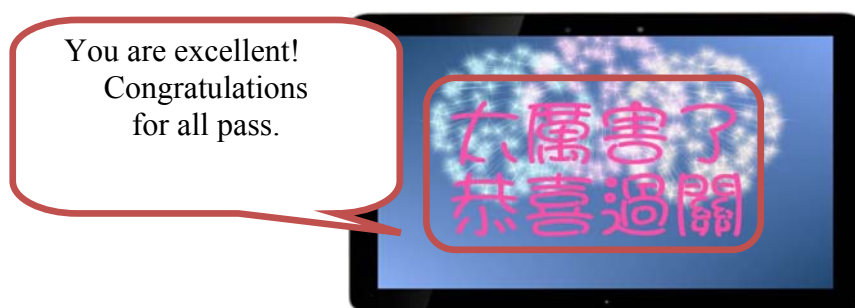 You are excellent!
Congratulations
for all pass.
太厲害了
恭喜過關